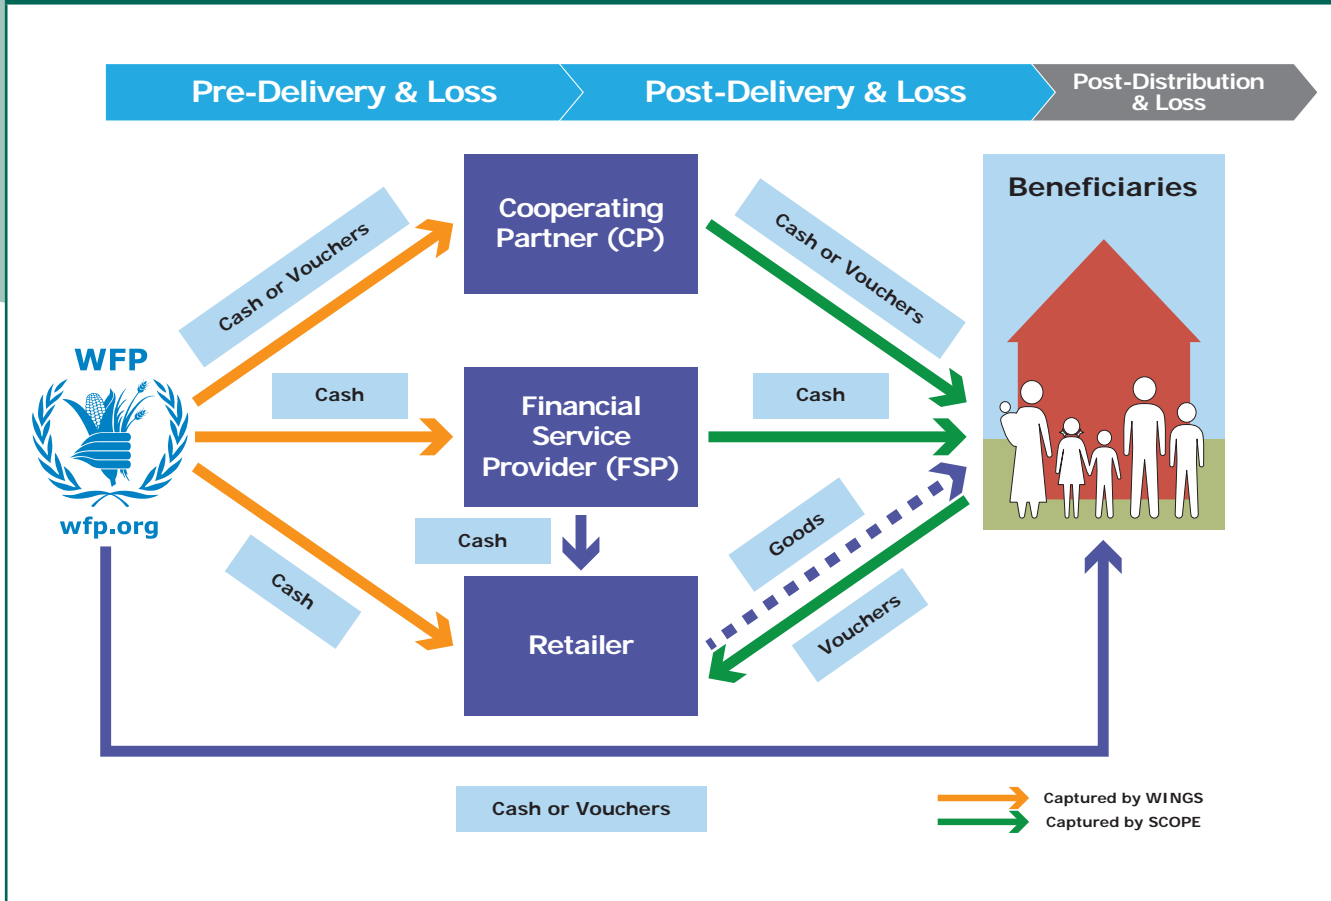 Pre-Delivery & Loss
Post-Delivery & Loss
Post-Distribution
& Loss
Cash or Vouchers
Cooperating
Partner (CP)
Cash or Vouchers
Beneficiaries
WFP
wfp.org
Cash
Financial
Service
Provider (FSP)
Cash
Cash
Cash
Goods
Retailer
Vouchers
Cash or Vouchers
Captured by WINGS
Captured by SCOPE